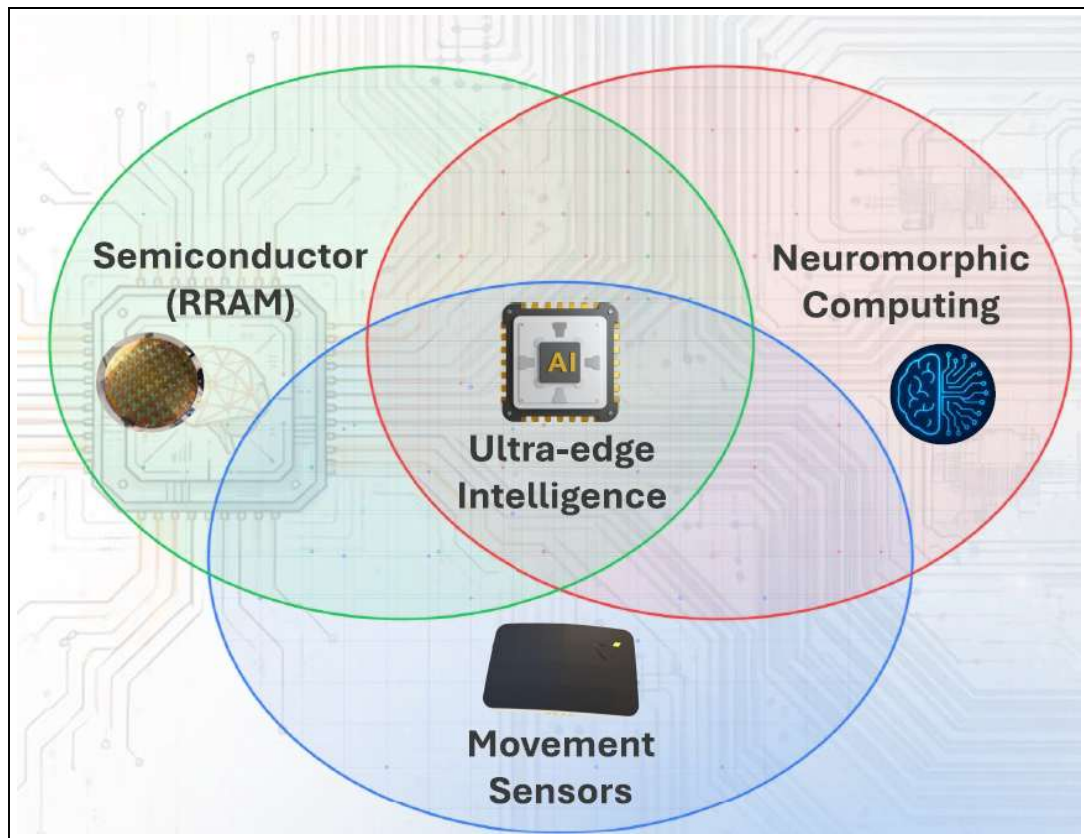 Semiconductor
(RRAM)
Neuromorphic
Computing
AI
Ultra-edge
Intelligence
Movement
Sensors